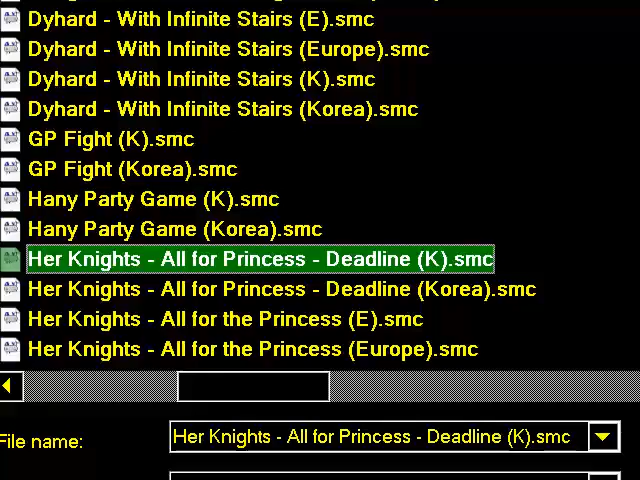 Dyhard - With Infinite Stairs (E).smc
Dyhard - With Infinite Stairs (Europe).smc
Dyhard - With Infinite Stairs (K).smc
Dyhard - With Infinite Stairs (Korea).smc
GP Fight (K).smc
GP Fight (Korea).smc
Hany Party Game (K).smc
Hany Party Game (Korea).smc
Her Knights - All for Princess - Deadline (K).smc
Her Knights - All for Princess - Deadline (Korea).smc
Her Knights - All for the Princess (E).smc
Her Knights - All for the Princess (Europe).smc
File name: Her Knights - All for Princess - Deadline (K).smc